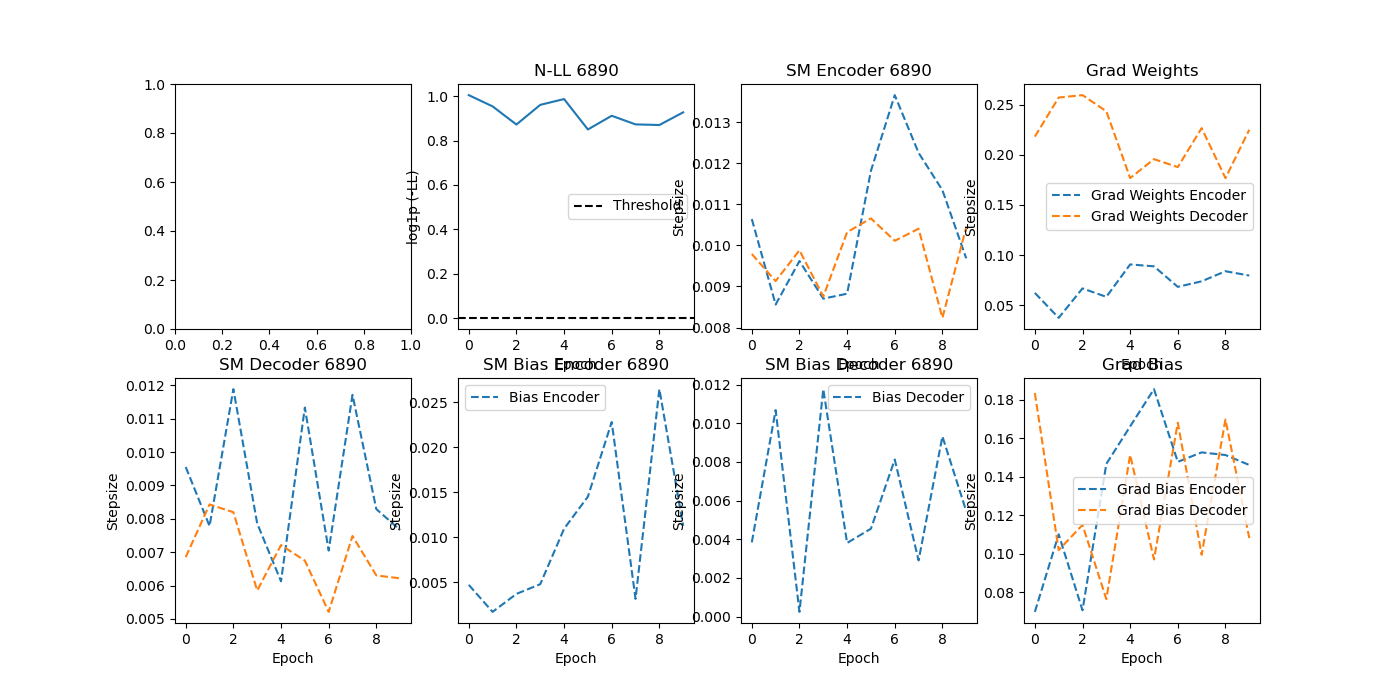 N-LL 6890
SM Encoder 6890
Grad Weights
1.0
0.8
0.6
0.4
0.2
0.0
0.0 0.2 0.4 0.6 0.8 1.0
log1p (-LL)
1.0
0.8
0.6
0.4
0.2
0.0
Threshold
0 2 4 6 8
Epoch
Stepsize
0.013
0.012
0.011
0.010
0.009
0.008
0 2 4 6 8
Epoch
Stepsize
0.25
0.20
0.15
0.10
0.05
Grad Weights Encoder
Grad Weights Decoder
0 2 4 6 8
Epoch
SM Decoder 6890
SM Bias Encoder 6890
SM Bias Decoder 6890
Grad Bias
Stepsize
0.012
0.011
0.010
0.009
0.008
0.007
0.006
0.005
0 2 4 6 8
Epoch
Stepsize
0.025
0.020
0.015
0.010
0.005
Bias Encoder
0 2 4 6 8
Epoch
Stepsize
0.012
0.010
0.008
0.006
0.004
0.002
0.000
Bias Decoder
0 2 4 6 8
Epoch
Stepsize
0.18
0.16
0.14
0.12
0.10
0.08
Grad Bias Encoder
Grad Bias Decoder
0 2 4 6 8
Epoch